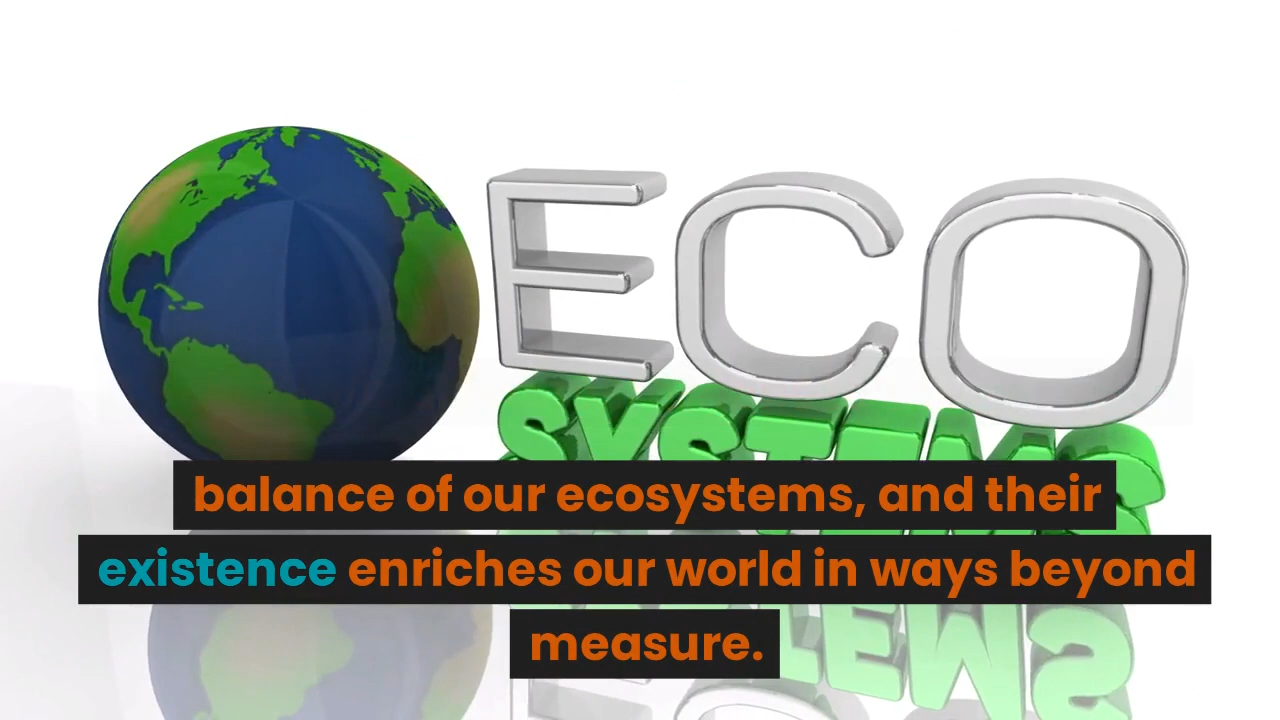 ECO
SYSTEMS
balance of our ecosystems, and their
existence enriches our world in ways beyond
measure.